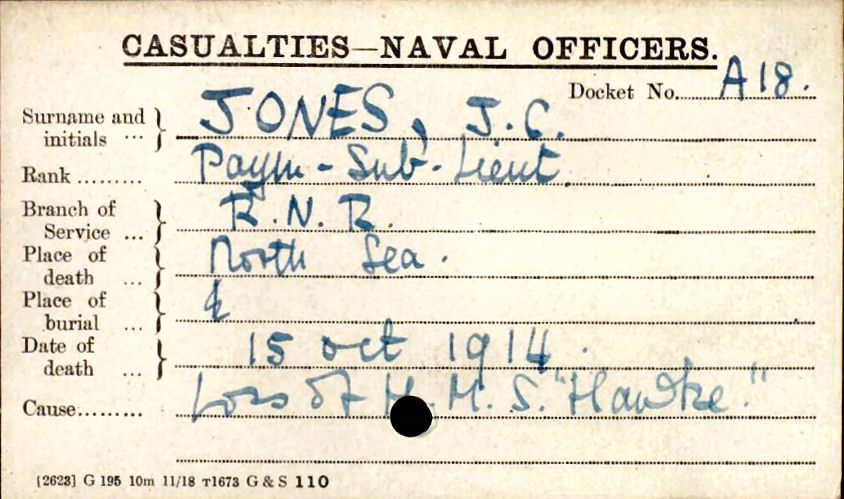 CASUALTIES—NAVAL OFFICERS.
Docket No. A 18.
Surname and initials ... JONES, J.C.
Rank ......... Paym - Sub - Lieut.
Branch of Service ... R.N.R.
Place of death ... North Sea.
Place of burial ...
Date of death ... 15 oct 1914.
Cause......... Loss of H.M.S. "Hawke."
[2623] G 195 10m 11/18 T1673 G & S 110